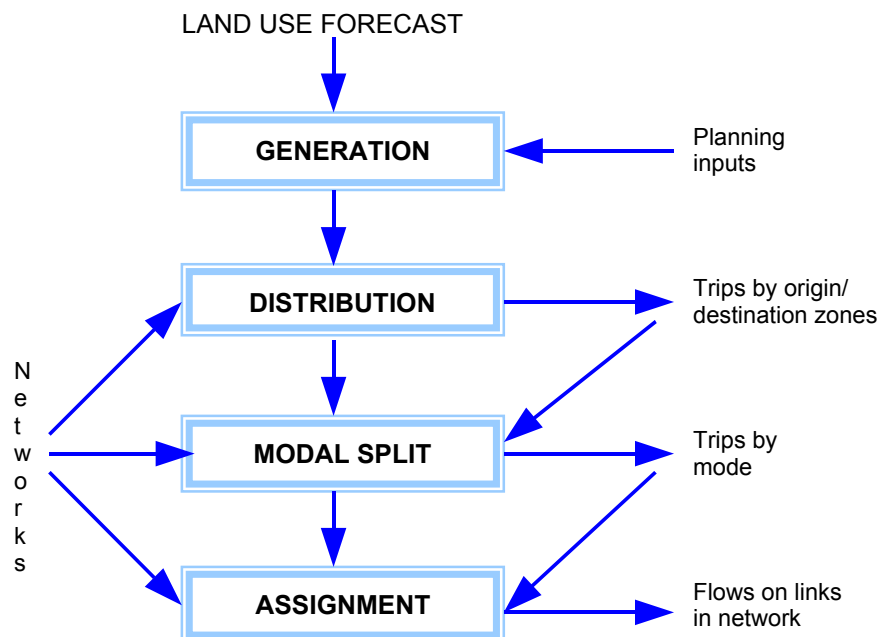 LAND USE FORECAST
GENERATION
Planning
inputs
DISTRIBUTION
Trips by origin/
destination zones
Networks
MODAL SPLIT
Trips by
mode
ASSIGNMENT
Flows on links
in network